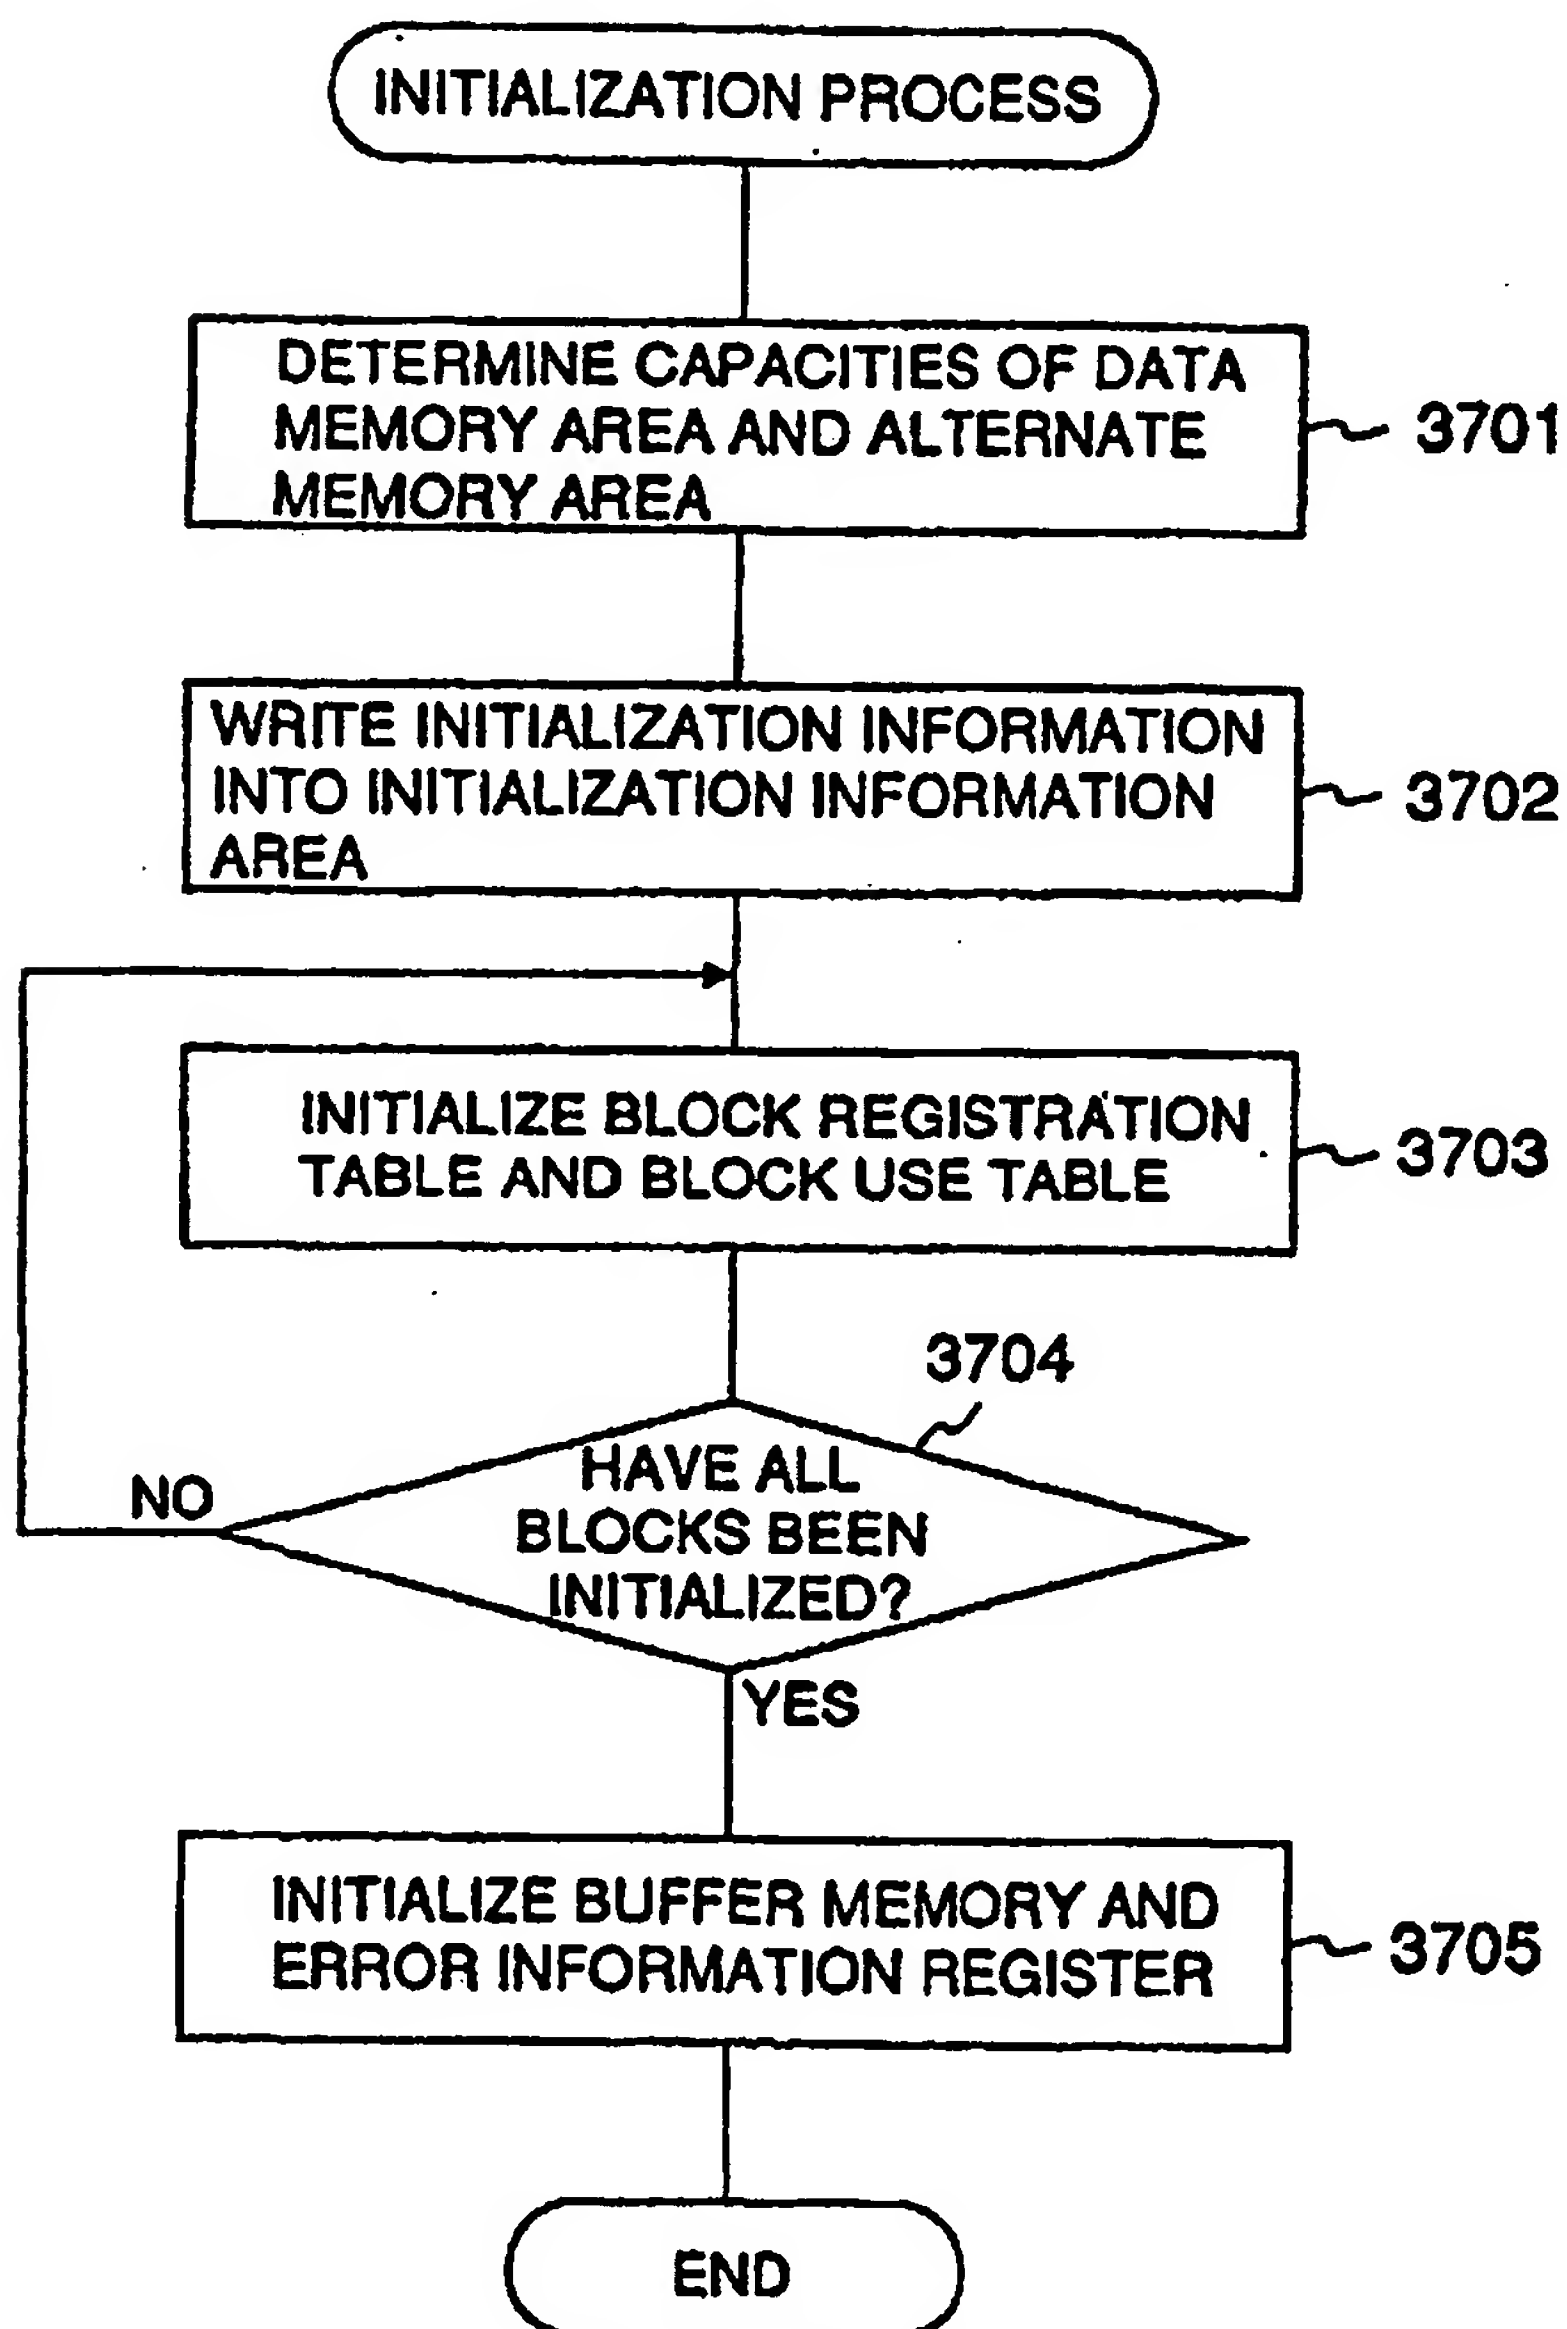 INITIALIZATION PROCESS
DETERMINE CAPACITIES OF DATA
MEMORY AREA AND ALTERNATE
MEMORY AREA
3701
WRITE INITIALIZATION INFORMATION
INTO INITIALIZATION INFORMATION
AREA
3702
INITIALIZE BLOCK REGISTRATION
TABLE AND BLOCK USE TABLE
3703
3704
HAVE ALL
BLOCKS BEEN
INITIALIZED?
NO
YES
INITIALIZE BUFFER MEMORY AND
ERROR INFORMATION REGISTER
3705
END